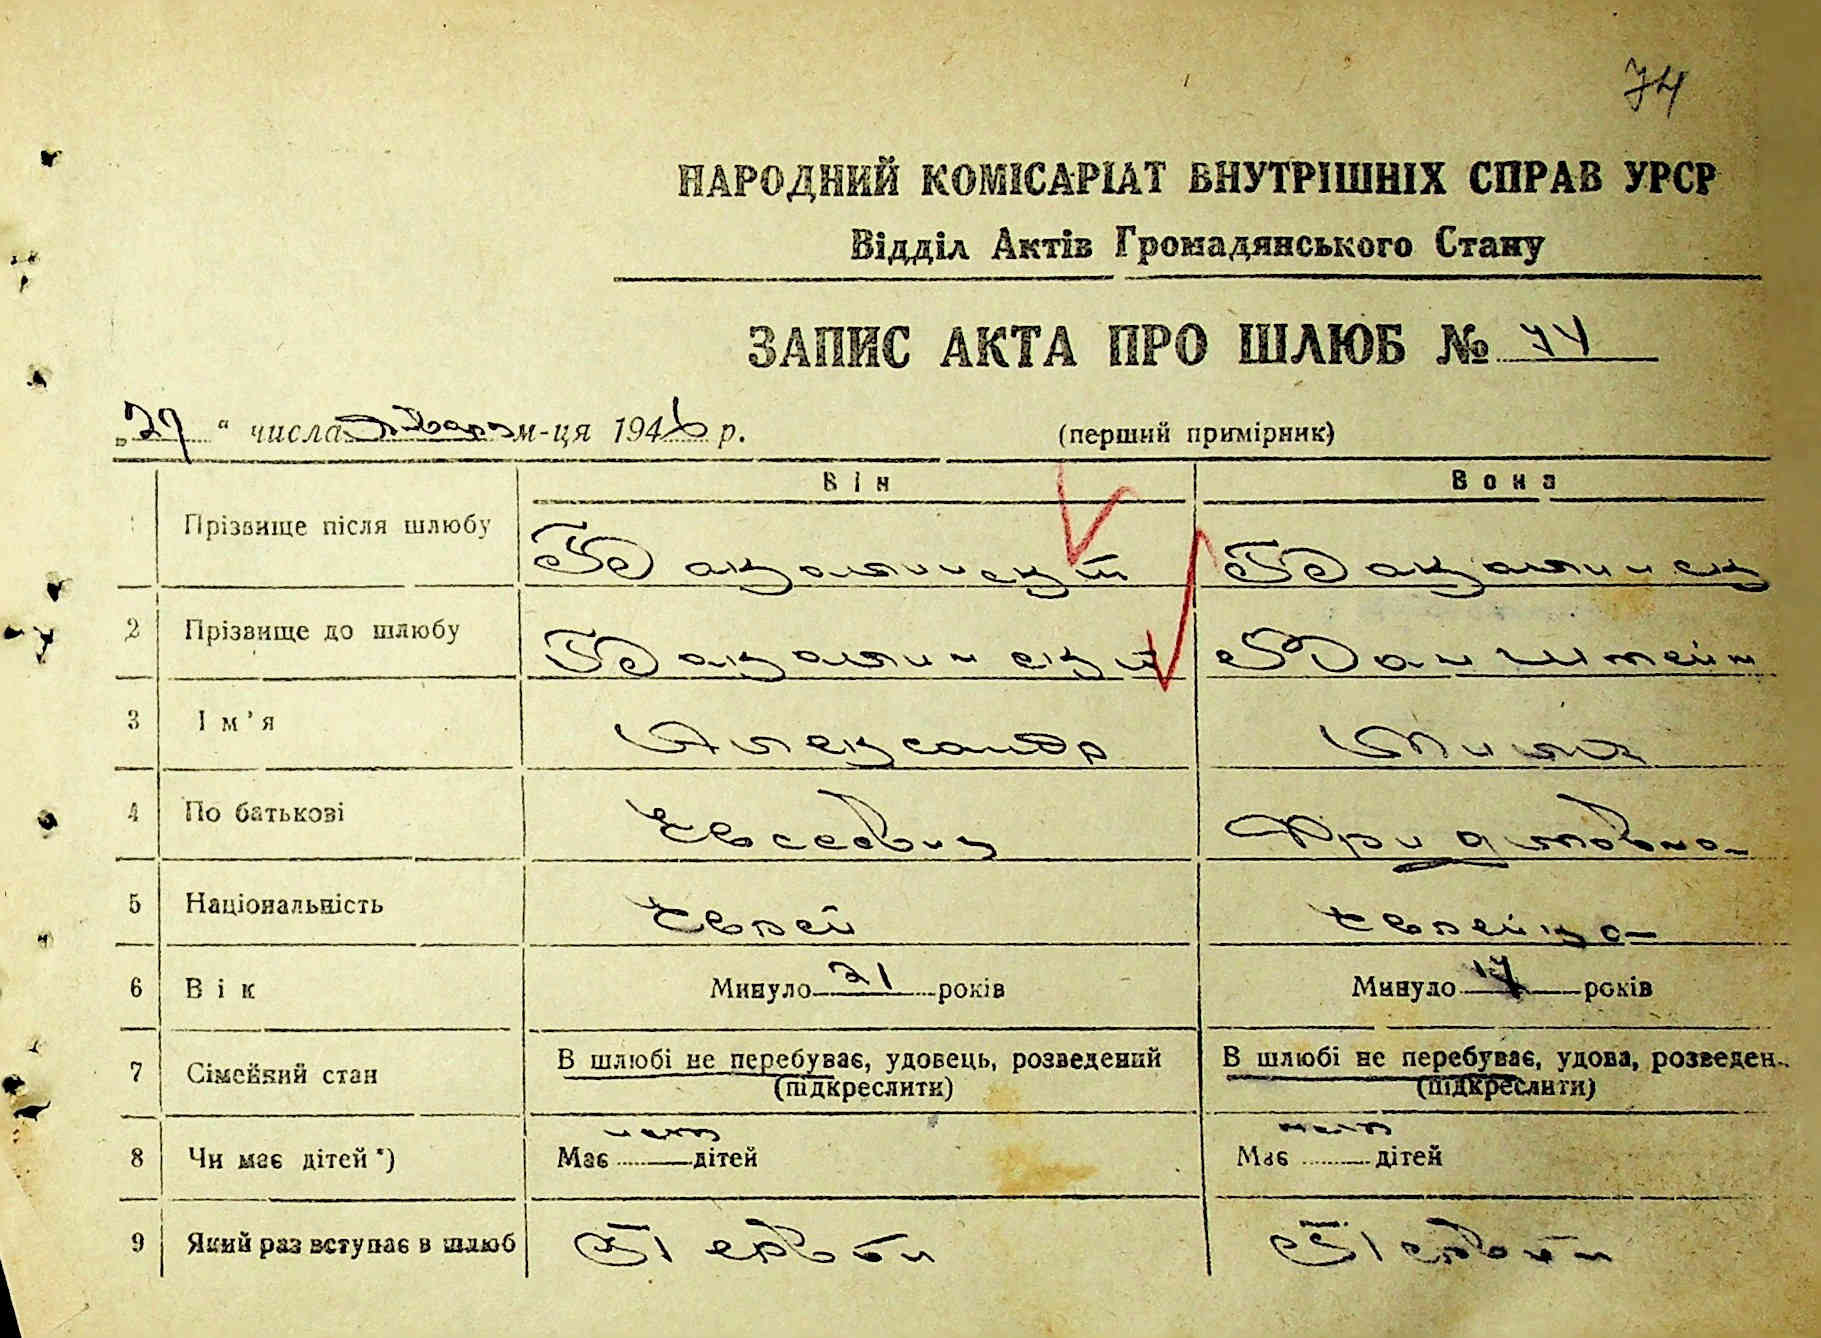 74
НАРОДНИЙ КОМІСАРІАТ ВНУТРІШНІХ СПРАВ УРСР
Відділ Актів Громадянського Стану
ЗАПИС АКТА ПРО ШЛЮБ № 74
„29“ числа января м-ця 1946 р. (перший примірник)
Він Вона
1 Прізвище після шлюбу Бакалинский
2 Прізвище до шлюбу Бакалинский
3 Ім'я Александр
4 По батькові Евсеевич
5 Національність Еврей Еврейка
6 Вік Минуло 21 років Минуло років
7 Сімейний стан В шлюбі не перебуває, удовець, розведений В шлюбі не перебуває, удова, розведен..
(підкреслити) (підкреслити)
нет нет
8 Чи має дітей*) Має дітей Має дітей
9 Який раз вступає в шлюб Первый Первый